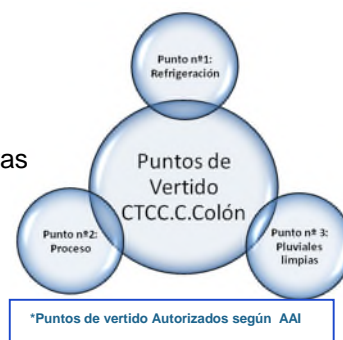 Punto nº1:
Refrigeración
as
Puntos de
Vertido
CTCC.C.Colón
Punto nº2:
Proceso
Punto nº 3:
Pluviales
limpias
*Puntos de vertido Autorizados según AAI